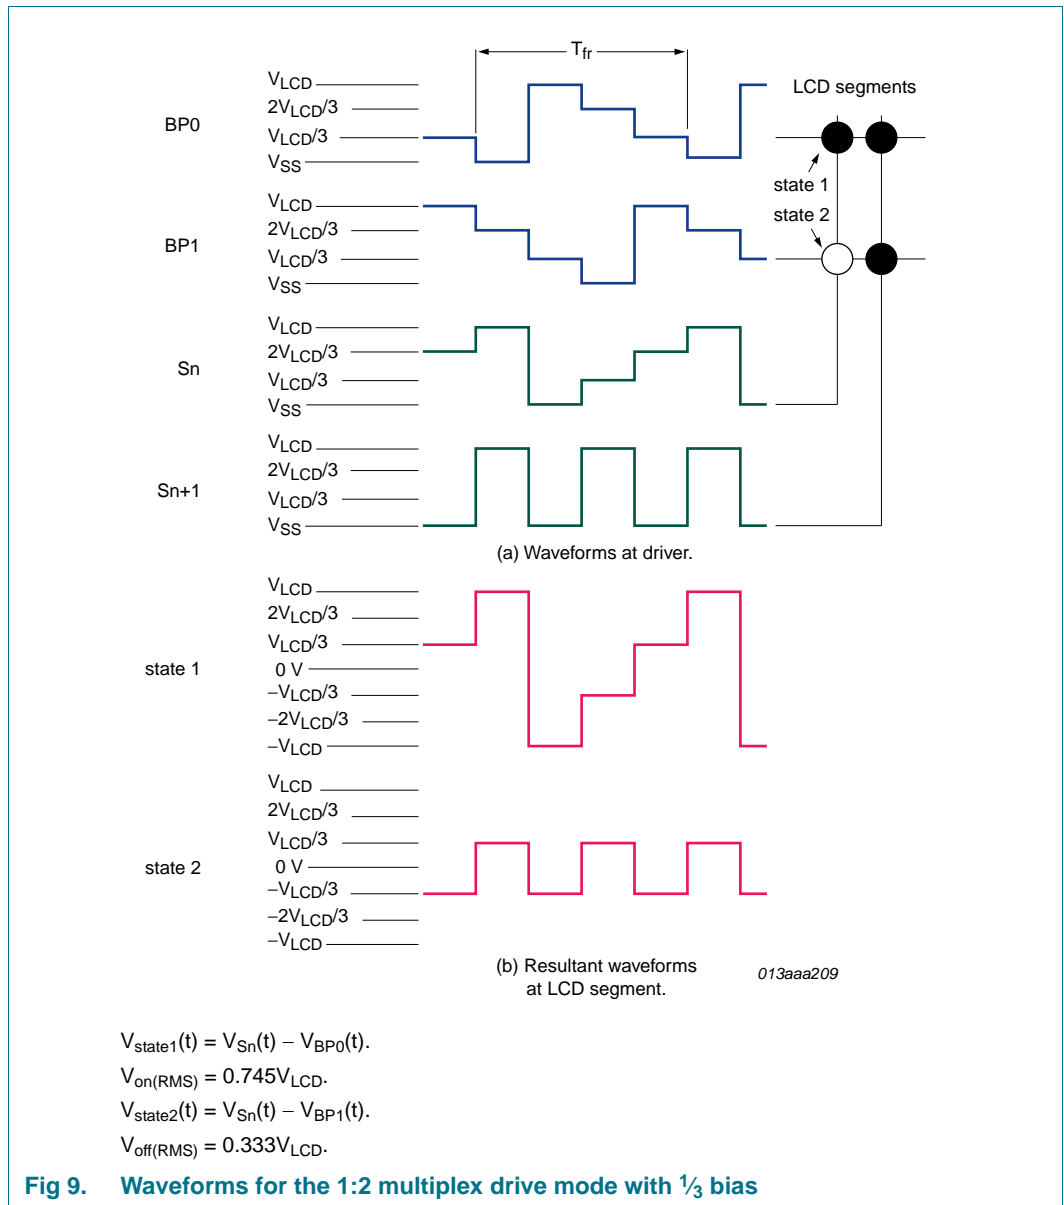 Tfr
VLCD
2VLCD/3
VLCD/3
VSS
BP0
LCD segments
state 1
state 2
VLCD
2VLCD/3
VLCD/3
VSS
BP1
VLCD
2VLCD/3
VLCD/3
VSS
Sn
VLCD
2VLCD/3
VLCD/3
VSS
Sn+1
(a) Waveforms at driver.
VLCD
2VLCD/3
VLCD/3
0 V
−VLCD/3
−2VLCD/3
−VLCD
state 1
VLCD
2VLCD/3
VLCD/3
0 V
−VLCD/3
−2VLCD/3
−VLCD
state 2
(b) Resultant waveforms
at LCD segment.
013aaa209
Vstate1(t) = VSn(t) − VBP0(t).
Von(RMS) = 0.745VLCD.
Vstate2(t) = VSn(t) − VBP1(t).
Voff(RMS) = 0.333VLCD.
Fig 9. Waveforms for the 1:2 multiplex drive mode with 1⁄3 bias